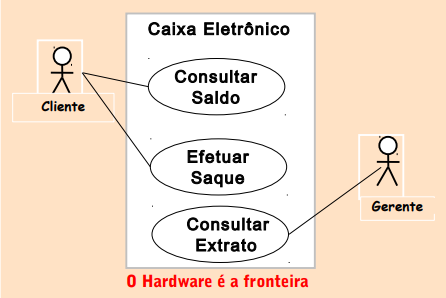 Caixa Eletrônico
Consultar
Saldo
Cliente
Efetuar
Saque
Consultar
Extrato
Gerente
O Hardware é a fronteira